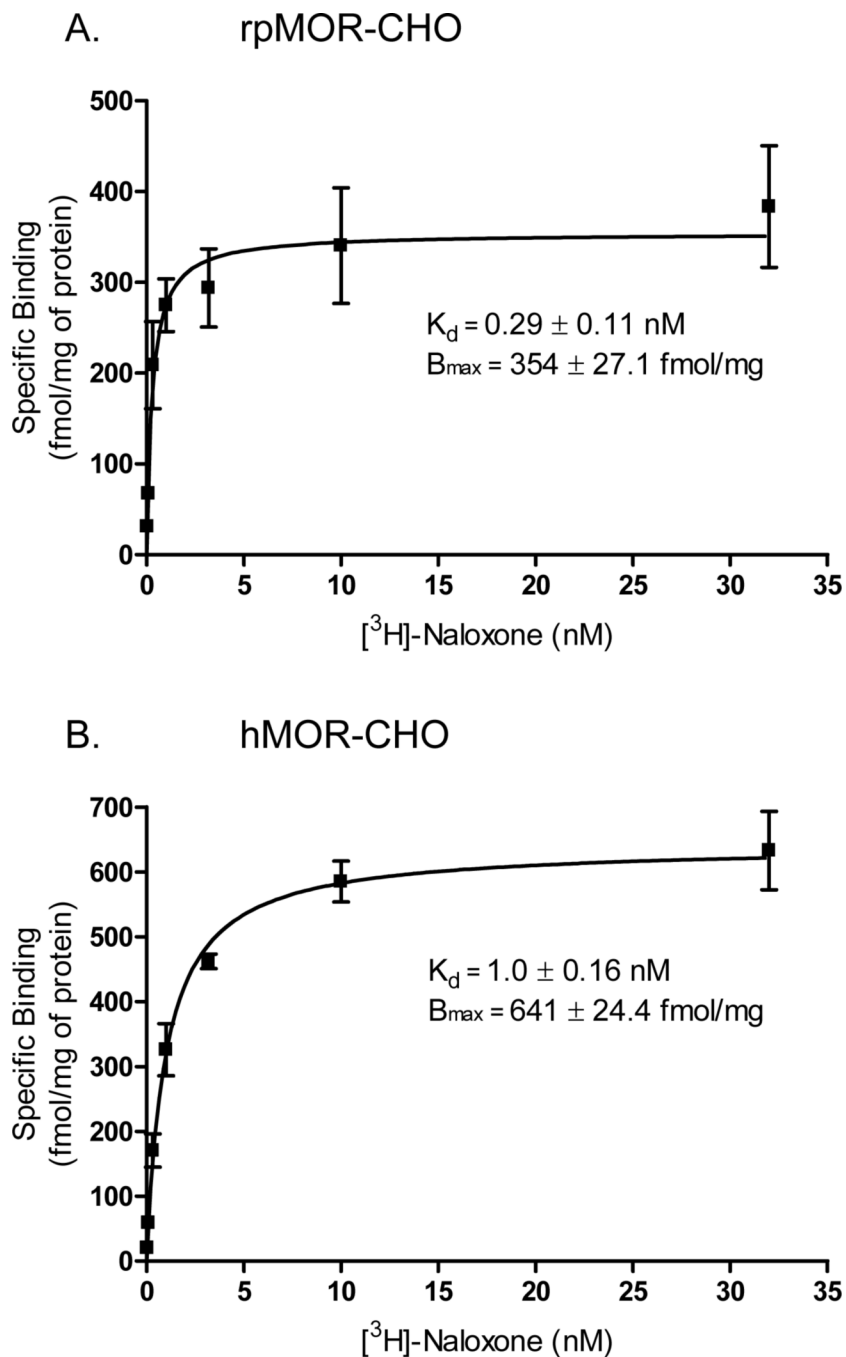 A. rpMOR-CHO
500
400
300
200
100
0
Specific Binding
(fmol/mg of protein)
K_d = 0.29 ± 0.11 nM
Bmax = 354 ± 27.1 fmol/mg
0 5 10 15 20 25 30 35
[³H]-Naloxone (nM)
B. hMOR-CHO
700
600
500
400
300
200
100
0
Specific Binding
(fmol/mg of protein)
K_d = 1.0 ± 0.16 nM
Bmax = 641 ± 24.4 fmol/mg
0 5 10 15 20 25 30 35
[³H]-Naloxone (nM)